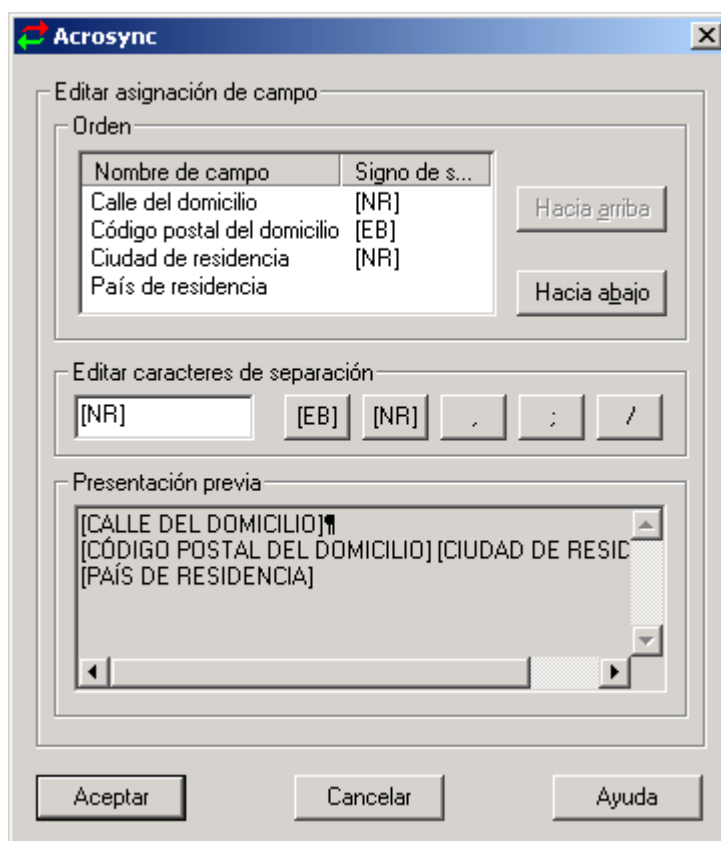 Acrosync
Editar asignación de campo
Orden
Nombre de campo Signo de s...
Calle del domicilio [NR]
Código postal del domicilio [EB]
Ciudad de residencia [NR]
País de residencia
Hacia arriba
Hacia abajo
Editar caracteres de separación
[NR] [EB] [NR] , ; /
Presentación previa
[CALLE DEL DOMICILIO]¶
[CÓDIGO POSTAL DEL DOMICILIO] [CIUDAD DE RESID
[PAÍS DE RESIDENCIA]
Aceptar Cancelar Ayuda